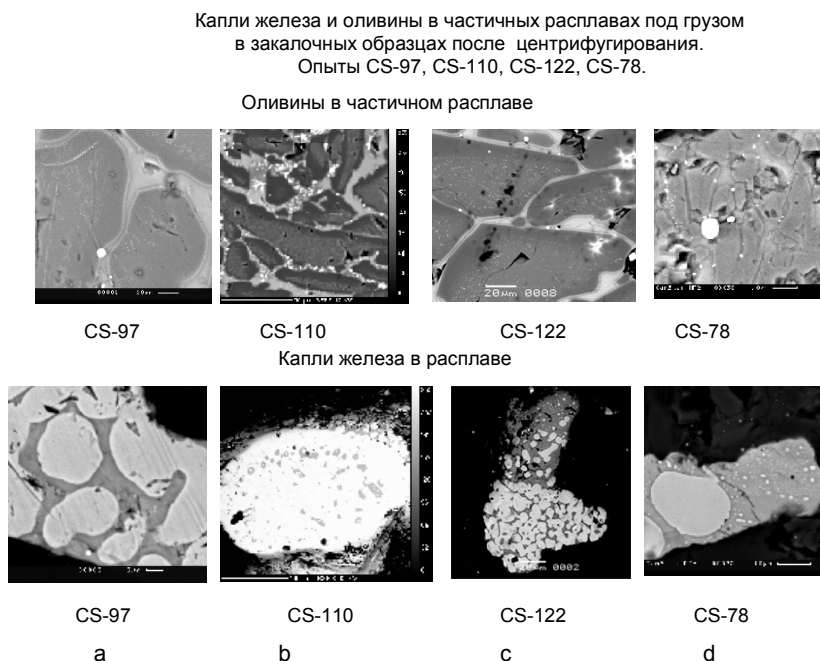 Капли железа и оливины в частичных расплавах под грузом
в закалочных образцах после центрифугирования.
Опыты CS-97, CS-110, CS-122, CS-78.
Оливины в частичном расплаве
20μm 0008
CS-97 CS-110 CS-122 CS-78
Капли железа в расплаве
20μm 0002
CS-97 CS-110 CS-122 CS-78
a b c d